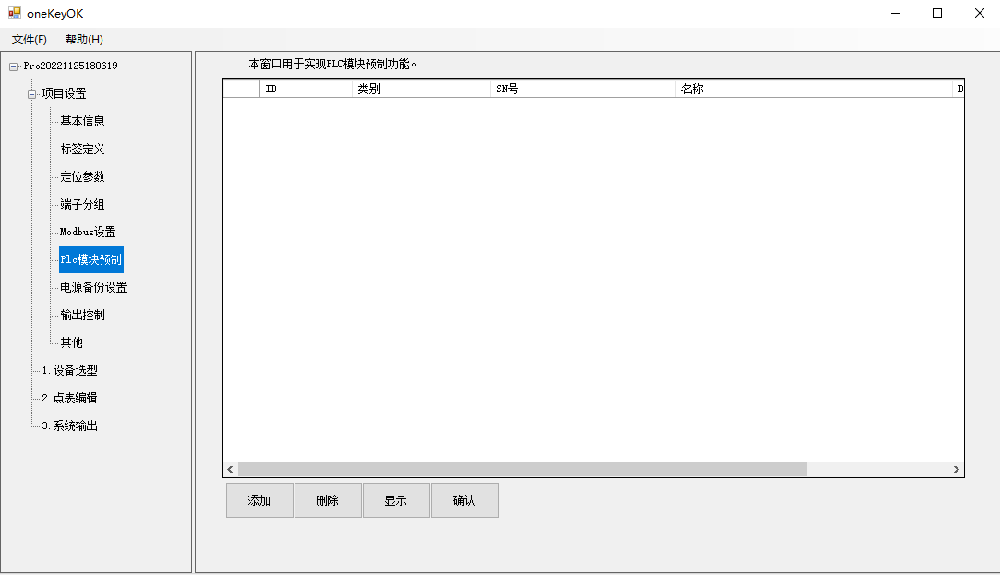 oneKeyOK
文件(F) 帮助(H)
Pro20221125180619
项目设置
基本信息
标签定义
定位参数
端子分组
Modbus设置
Plc模块预制
电源备份设置
输出控制
其他
1.设备选型
2.点表编辑
3.系统输出
本窗口用于实现PLC模块预制功能。
ID 类别 SN号 名称 D
添加 删除 显示 确认